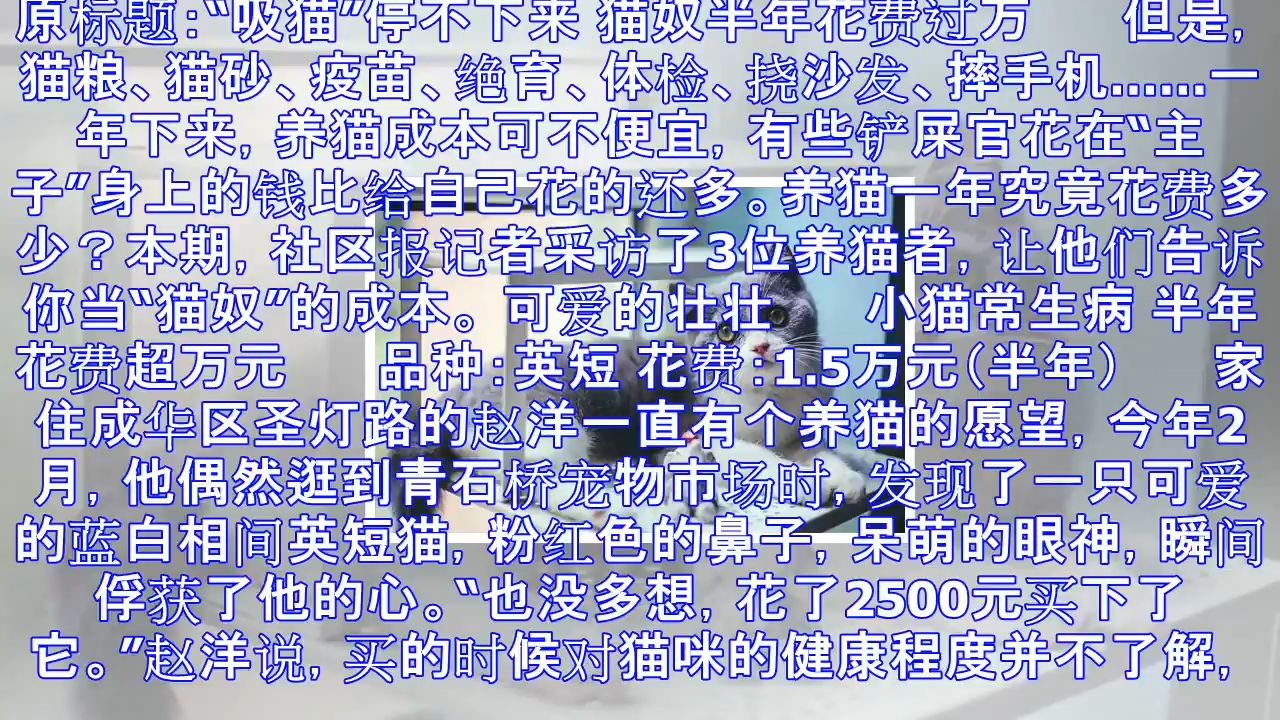 原标题:“吸猫”停不下来 猫奴半年花费过万 但是,
猫粮、猫砂、疫苗、绝育、体检、挠沙发、摔手机……一
年下来, 养猫成本可不便宜, 有些铲屎官花在“主
子”身上的钱比给自己花的还多。养猫一年究竟花费多
少?本期, 社区报记者采访了3位养猫者, 让他们告诉
你当“猫奴”的成本。可爱的壮壮 小猫常生病 半年
花费超万元 品种:英短 花费:1.5万元(半年) 家
住成华区圣灯路的赵洋一直有个养猫的愿望, 今年2
月, 他偶然逛到青石桥宠物市场时, 发现了一只可爱
的蓝白相间英短猫, 粉红色的鼻子, 呆萌的眼神, 瞬间
俘获了他的心。“也没多想, 花了2500元买下了
它。”赵洋说, 买的时候对猫咪的健康程度并不了解,